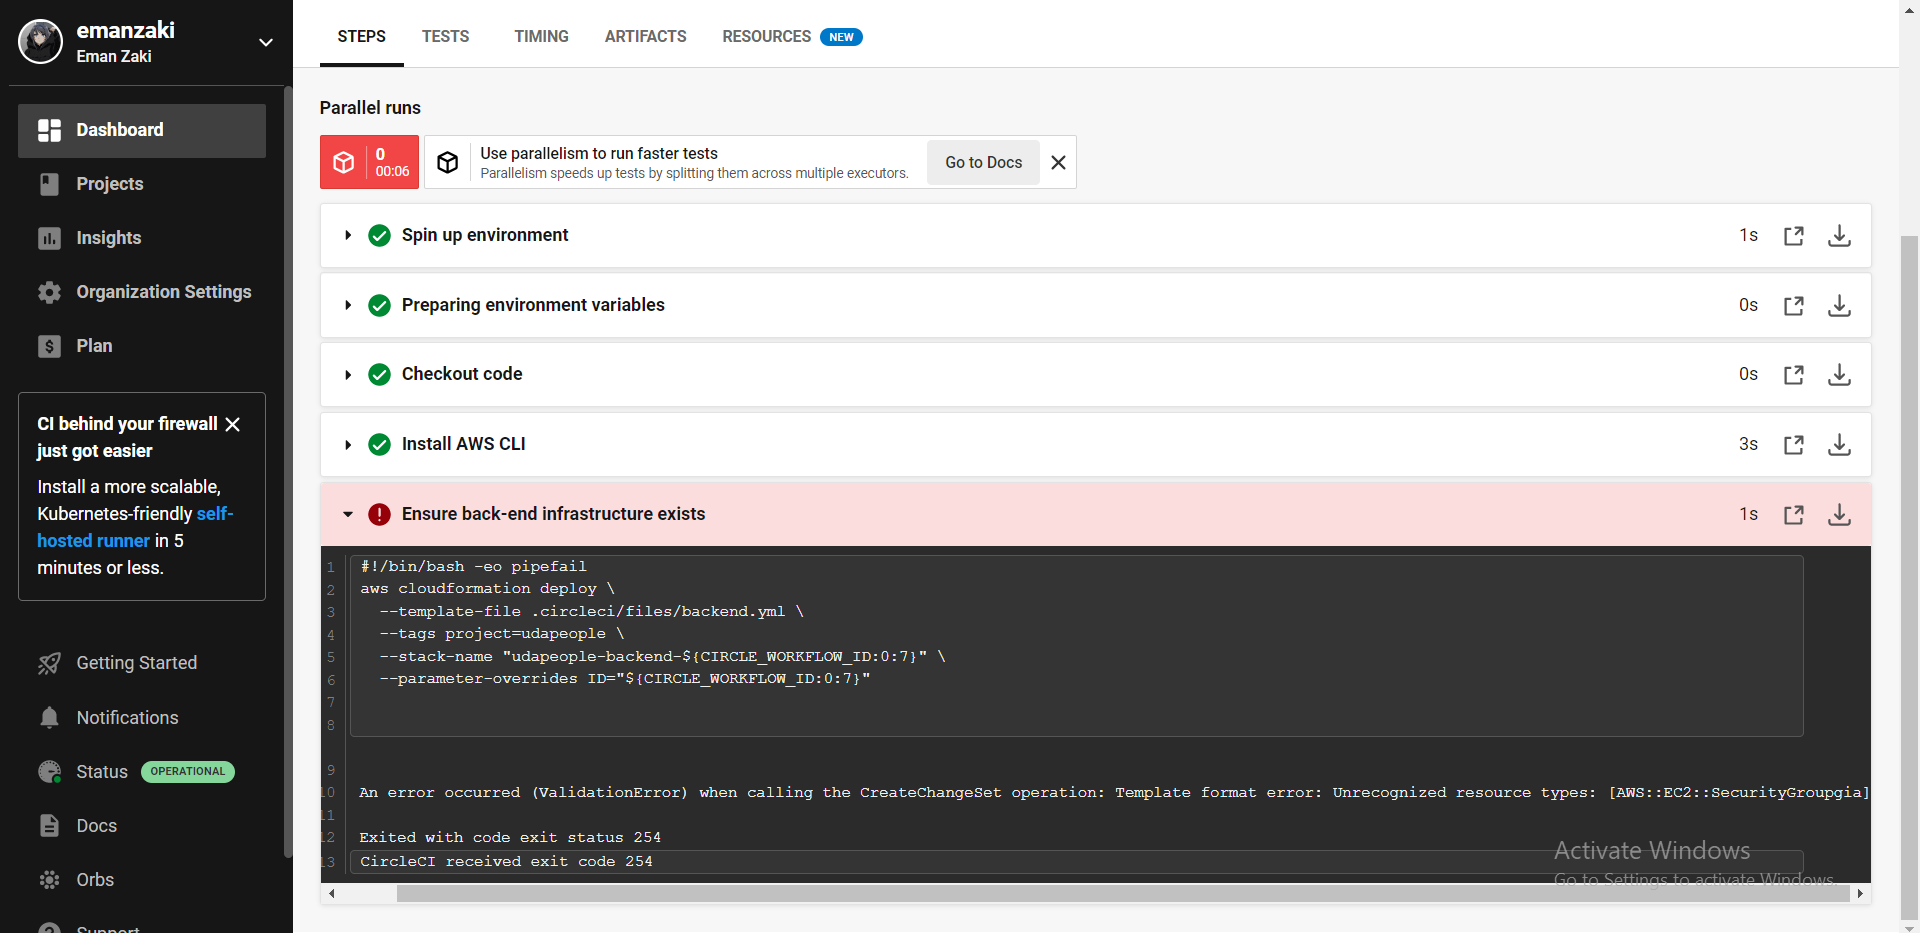 emanzaki
Eman Zaki
Dashboard
Projects
Insights
Organization Settings
Plan
CI behind your firewall
just got easier
Install a more scalable,
Kubernetes-friendly self-
hosted runner in 5
minutes or less.
Getting Started
Notifications
Status OPERATIONAL
Docs
Orbs
Support
STEPS TESTS TIMING ARTIFACTS RESOURCES NEW
Parallel runs
0
00:06
Use parallelism to run faster tests
Parallelism speeds up tests by splitting them across multiple executors.
Go to Docs
Spin up environment 1s
Preparing environment variables 0s
Checkout code 0s
Install AWS CLI 3s
Ensure back-end infrastructure exists 1s
1 #!/bin/bash -eo pipefail
2 aws cloudformation deploy \
3 --template-file .circleci/files/backend.yml \
4 --tags project=udapeople \
5 --stack-name "udapeople-backend-${CIRCLE_WORKFLOW_ID:0:7}" \
6 --parameter-overrides ID="${CIRCLE_WORKFLOW_ID:0:7}"
7
8
9
10 An error occurred (ValidationError) when calling the CreateChangeSet operation: Template format error: Unrecognized resource types: [AWS::EC2::SecurityGroupgia]
11
12 Exited with code exit status 254
13 CircleCI received exit code 254
Activate Windows
Go to Settings to activate Windows.